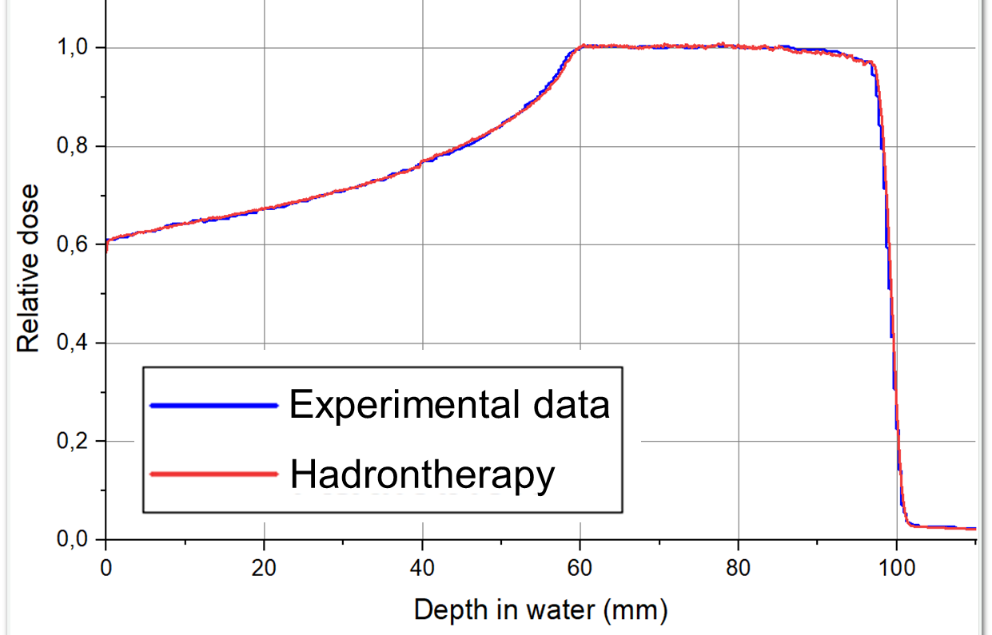 1,0
0,8
0,6
0,4
0,2
0,0
Relative dose
Experimental data
Hadrontherapy
0 20 40 60 80 100
Depth in water (mm)